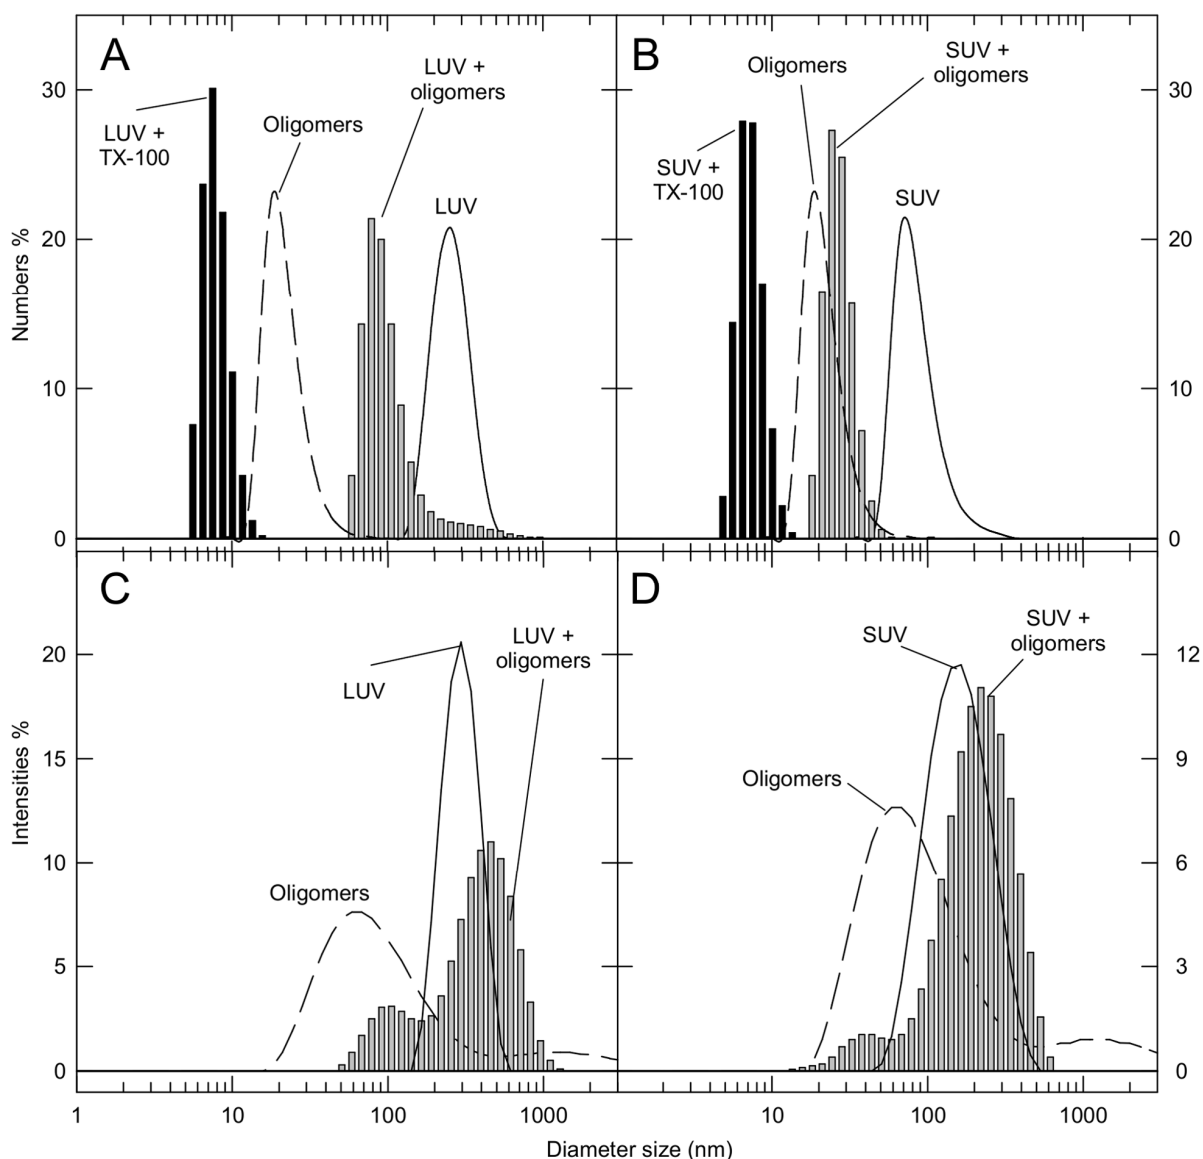 A
B
LUV +
oligomers
Oligomers
SUV +
oligomers
Oligomers
LUV +
TX-100
SUV +
TX-100
LUV
SUV
30
20
10
0
30
20
10
0
Numbers %
C
D
LUV +
oligomers
LUV
Oligomers
SUV
SUV +
oligomers
Oligomers
20
15
10
5
0
12
9
6
3
0
Intensities %
1
10
100
1000
10
100
1000
Diameter size (nm)